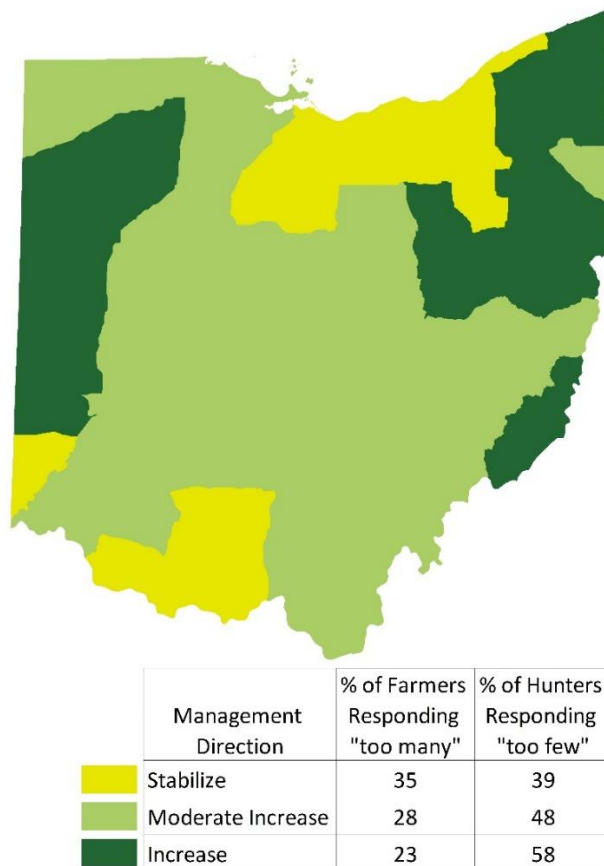 Management Direction % of Farmers Responding "too many" % of Hunters Responding "too few"
Stabilize 35 39
Moderate Increase 28 48
Increase 23 58